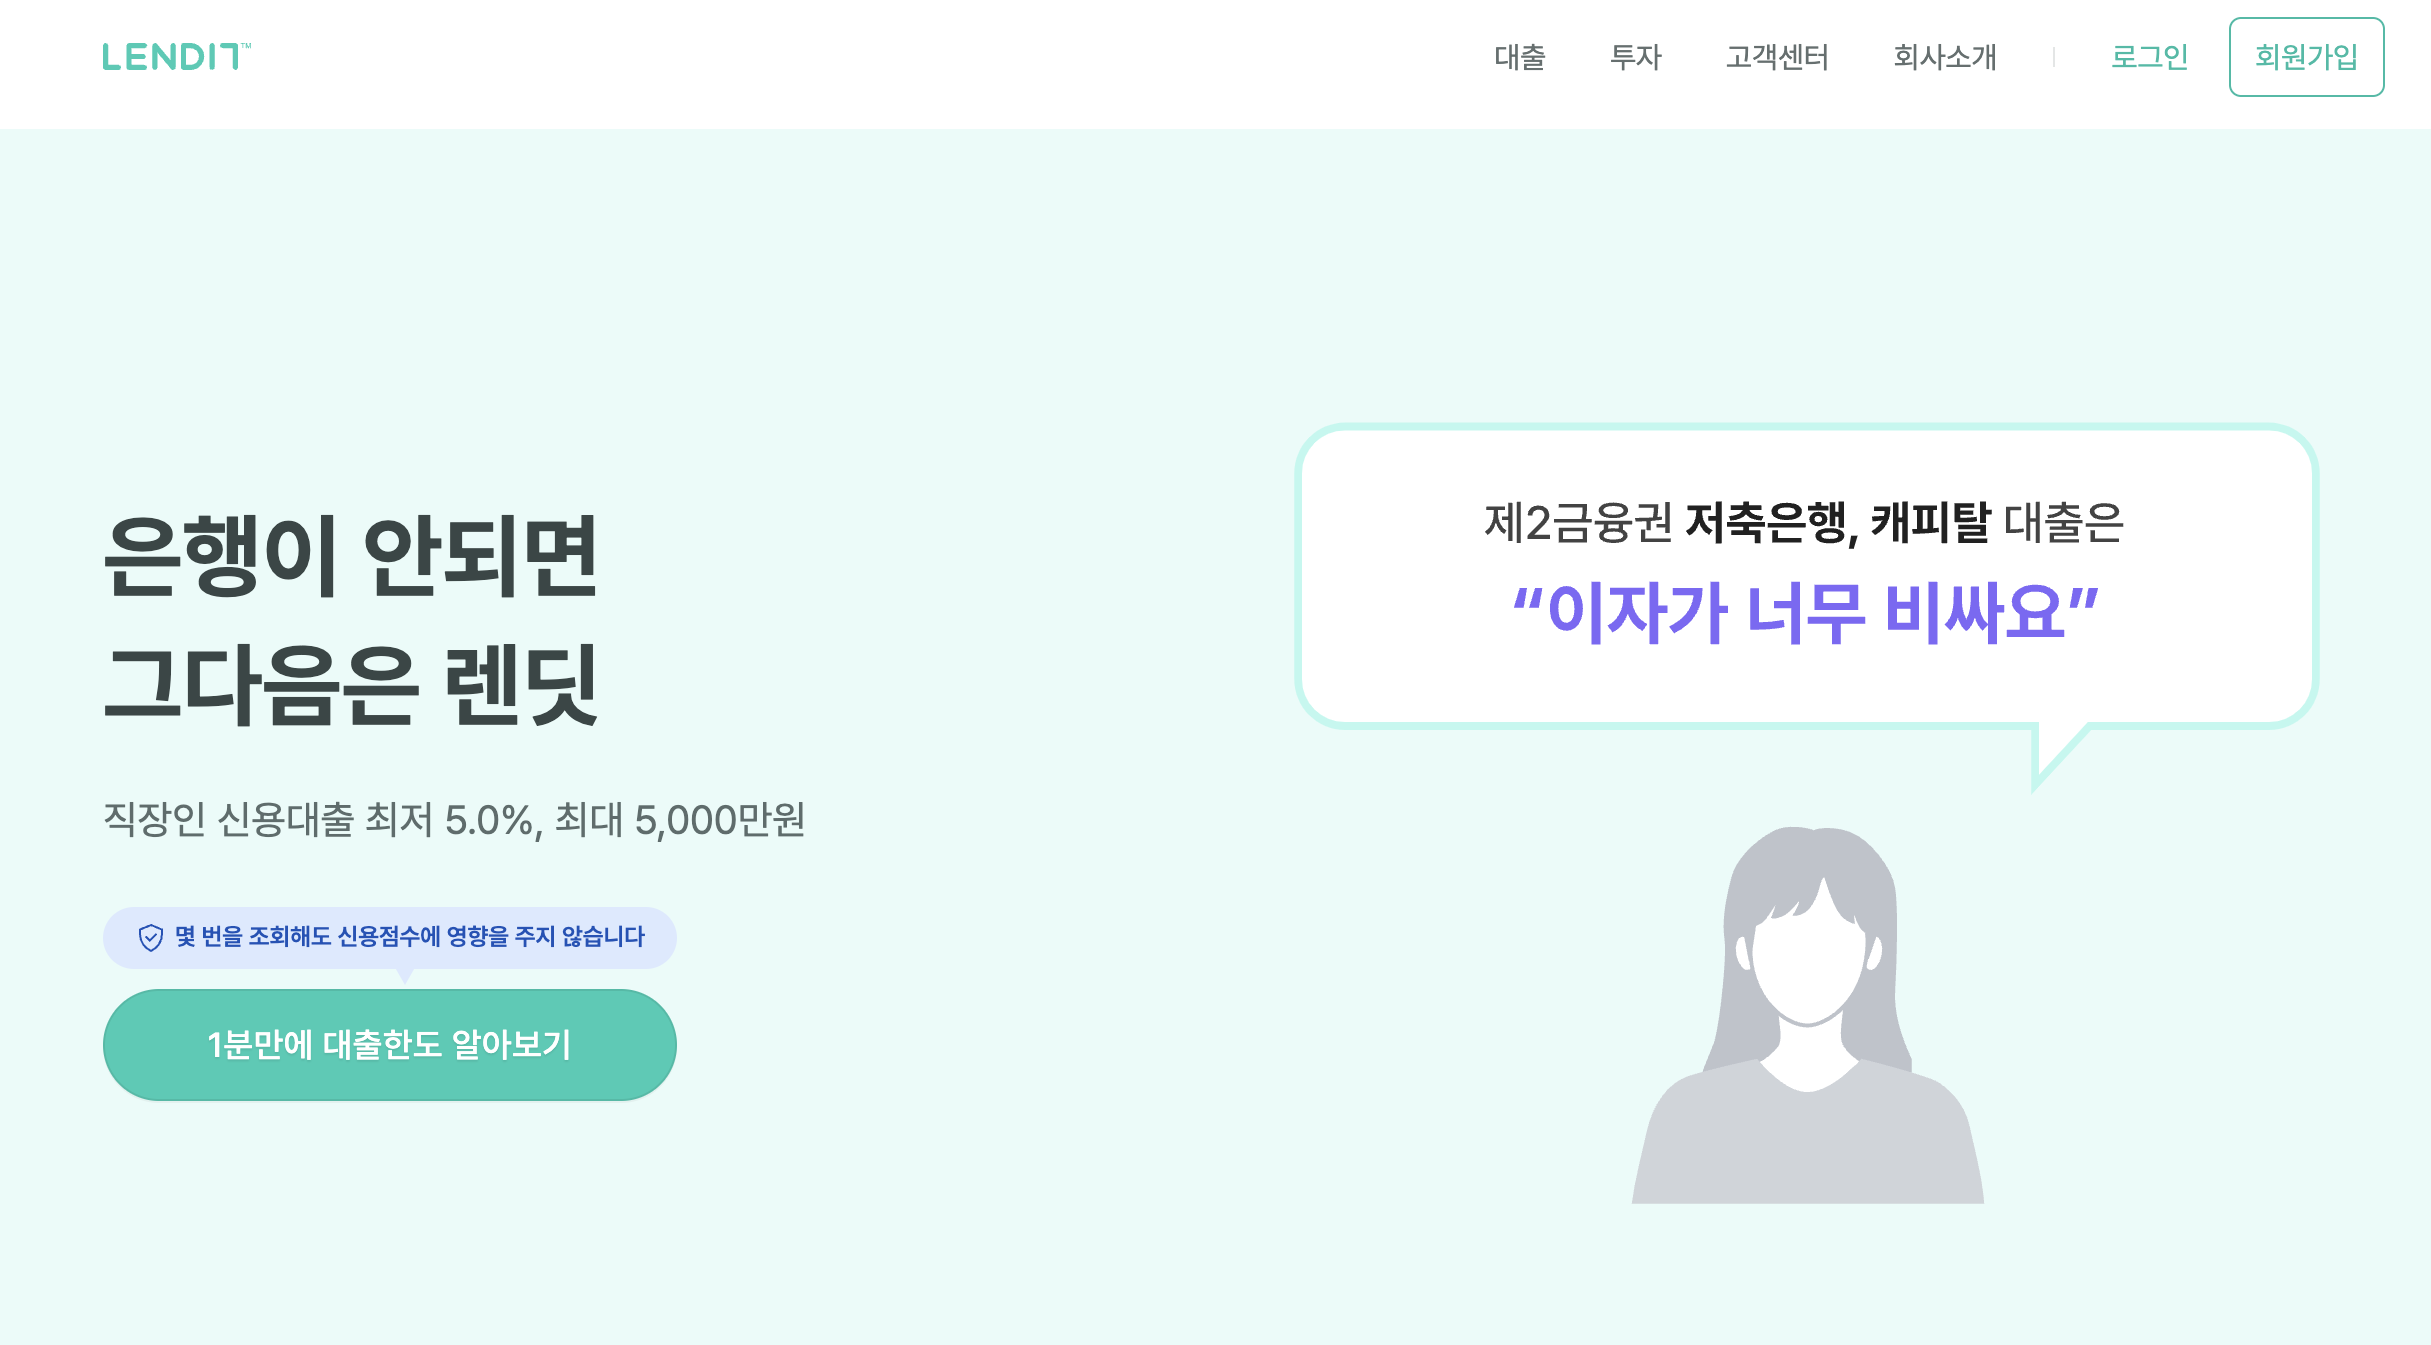 LENDIT™
대출 투자 고객센터 회사소개 로그인 회원가입
은행이 안되면
그다음은 렌딧
직장인 신용대출 최저 5.0%, 최대 5,000만원
몇 번을 조회해도 신용점수에 영향을 주지 않습니다
1분만에 대출한도 알아보기
제2금융권 저축은행, 캐피탈 대출은
“이자가 너무 비싸요”